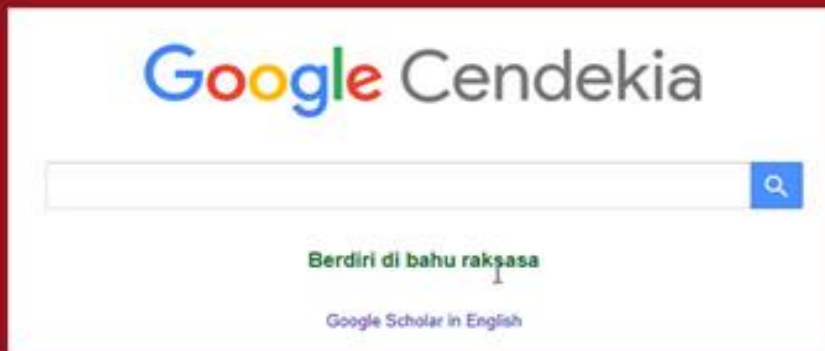 Google Cendekia
Berdiri di bahu raksasa
Google Scholar in English